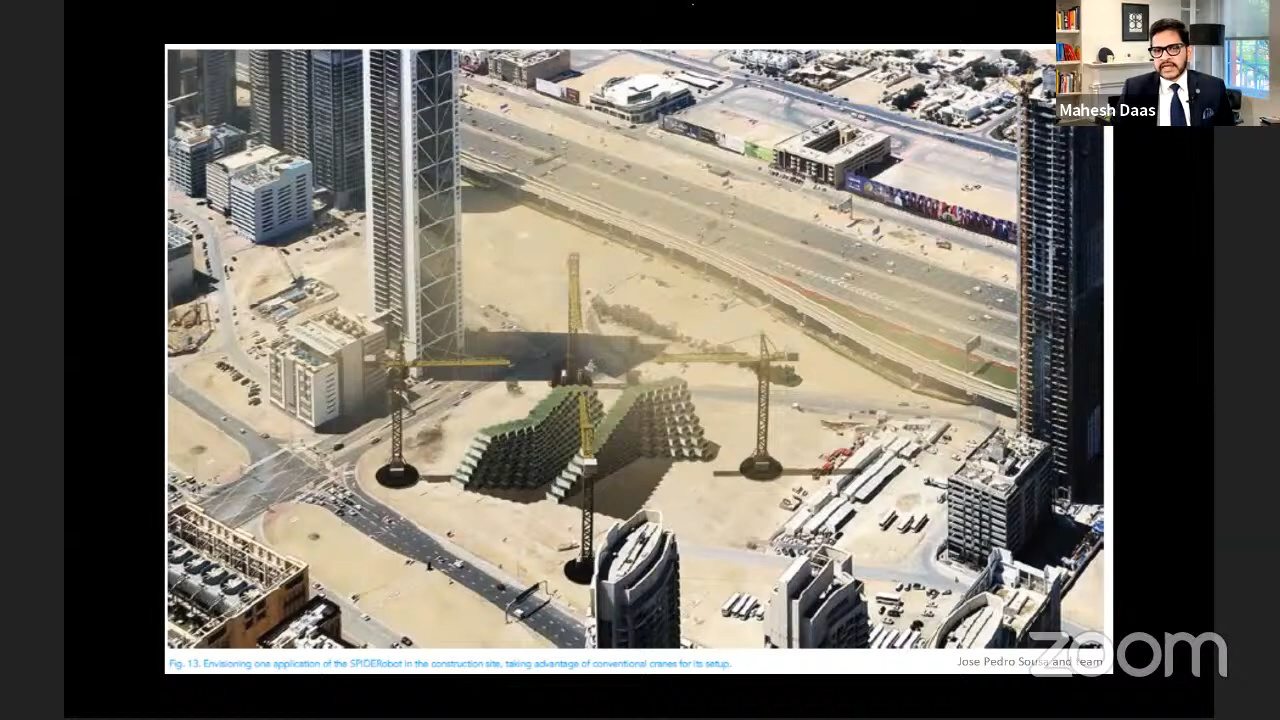 Mahesh Daas
Fig. 13. Envisioning one application of the SPIDERobot in the construction site, taking advantage of conventional cranes for its setup.
Jose Pedro Sousa and Team
zoom